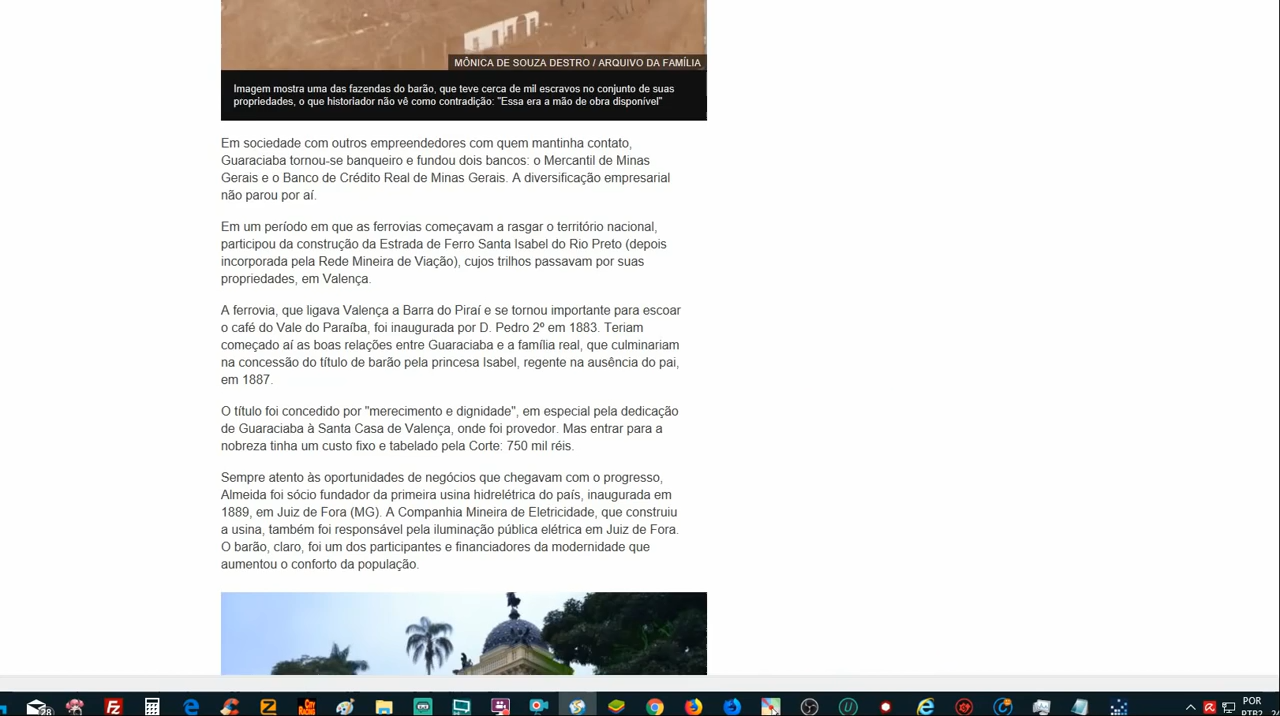 MÔNICA DE SOUZA DESTRO / ARQUIVO DA FAMÍLIA
Imagem mostra uma das fazendas do barão, que teve cerca de mil escravos no conjunto de suas
propriedades, o que historiador não vê como contradição: "Essa era a mão de obra disponível"
Em sociedade com outros empreendedores com quem mantinha contato,
Guaraciaba tornou-se banqueiro e fundou dois bancos: o Mercantil de Minas
Gerais e o Banco de Crédito Real de Minas Gerais. A diversificação empresarial
não parou por aí.
Em um período em que as ferrovias começavam a rasgar o território nacional,
participou da construção da Estrada de Ferro Santa Isabel do Rio Preto (depois
incorporada pela Rede Mineira de Viação), cujos trilhos passavam por suas
propriedades, em Valença.
A ferrovia, que ligava Valença a Barra do Piraí e se tornou importante para escoar
o café do Vale do Paraíba, foi inaugurada por D. Pedro 2º em 1883. Teriam
começado aí as boas relações entre Guaraciaba e a família real, que culminariam
na concessão do título de barão pela princesa Isabel, regente na ausência do pai,
em 1887.
O título foi concedido por "merecimento e dignidade", em especial pela dedicação
de Guaraciaba à Santa Casa de Valença, onde foi provedor. Mas entrar para a
nobreza tinha um custo fixo e tabelado pela Corte: 750 mil réis.
Sempre atento às oportunidades de negócios que chegavam com o progresso,
Almeida foi sócio fundador da primeira usina hidrelétrica do país, inaugurada em
1889, em Juiz de Fora (MG). A Companhia Mineira de Eletricidade, que construiu
a usina, também foi responsável pela iluminação pública elétrica em Juiz de Fora.
O barão, claro, foi um dos participantes e financiadores da modernidade que
aumentou o conforto da população.
28
POR
PTB2